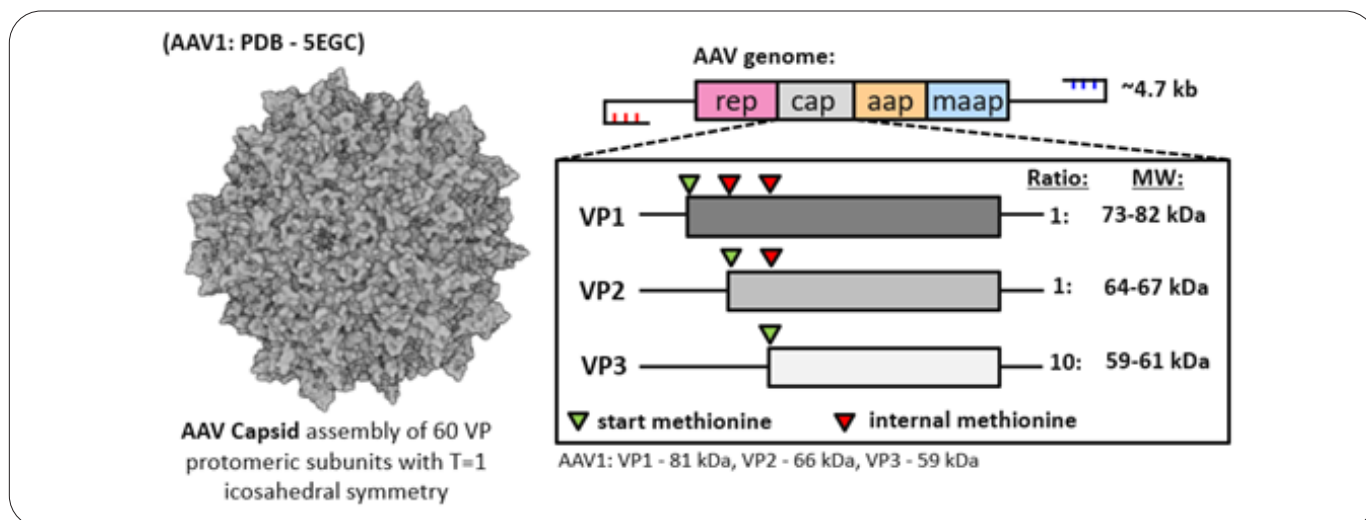 (AAV1: PDB - 5EGC)
AAV Capsid assembly of 60 VP
protomeric subunits with T=1
icosahedral symmetry
AAV genome:
rep cap aap maap ~4.7 kb
Ratio: MW:
VP1 1: 73-82 kDa
VP2 1: 64-67 kDa
VP3 10: 59-61 kDa
start methionine internal methionine
AAV1: VP1 - 81 kDa, VP2 - 66 kDa, VP3 - 59 kDa